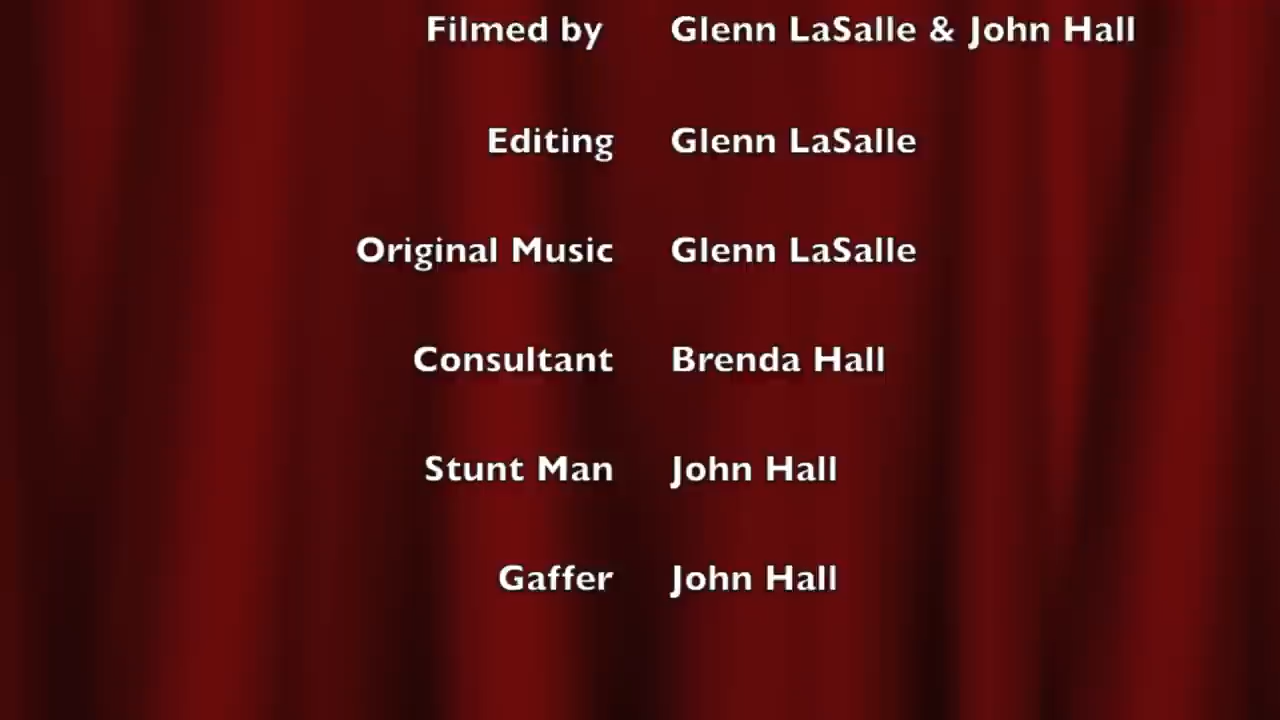 Filmed by Glenn LaSalle & John Hall
Editing Glenn LaSalle
Original Music Glenn LaSalle
Consultant Brenda Hall
Stunt Man John Hall
Gaffer John Hall